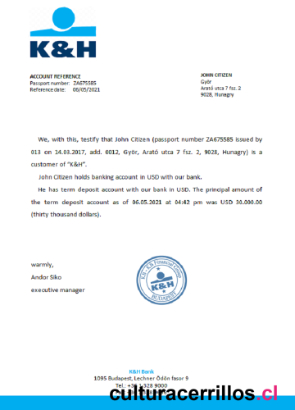 K&H
ACCOUNT REFERENCE
Passport number: ZA675585
Reference date: 06/05/2021
JOHN CITIZEN
Győr
Arató utca 7 fsz. 2
9028, Hunagry
We, with this, testify that John Citizen (passport number ZA675585 issued by
013 on 14.03.2017, add. 6012, Győr, Arató utca 7 fsz. 2, 9028, Hunagry) is a
customer of "K&H".
John Citizen holds banking account in USD with our bank.
He has term deposit account with our bank in USD. The principal amount of
the term deposit account as of 06.05.2021 at 04:42 pm was USD 30.000.00
(thirty thousand dollars).
warmly,
Andor Siko
executive manager
K&H
K&H Bank
1095 Budapest, Lechner Ödön fasor 9
Tel.: 328 9000
culturacerrillos.cl